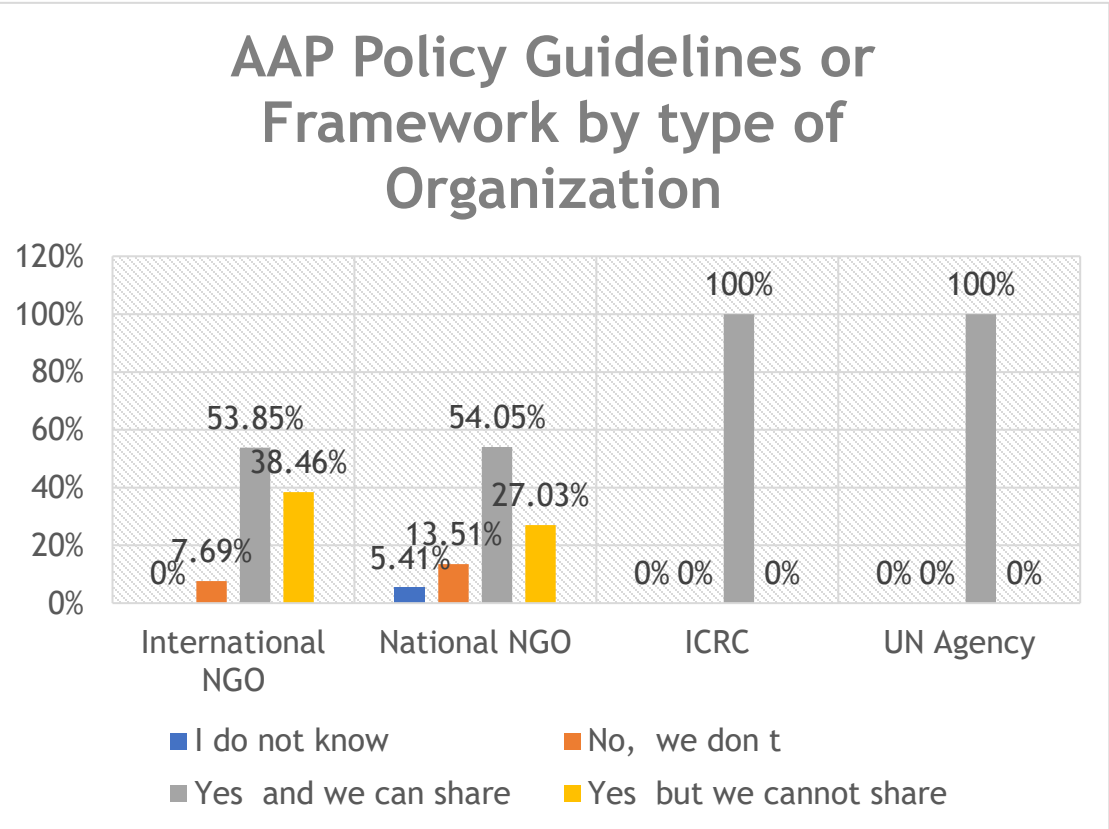 AAP Policy Guidelines or
Framework by type of
Organization
120%
100%
80%
60%
40%
20%
0%
0%
7.69%
53.85%
38.46%
5.41%
13.51%
54.05%
27.03%
0%
0%
100%
0%
0%
0%
100%
0%
International
NGO
National NGO
ICRC
UN Agency
I do not know
No,  we don t
Yes  and we can share
Yes  but we cannot share